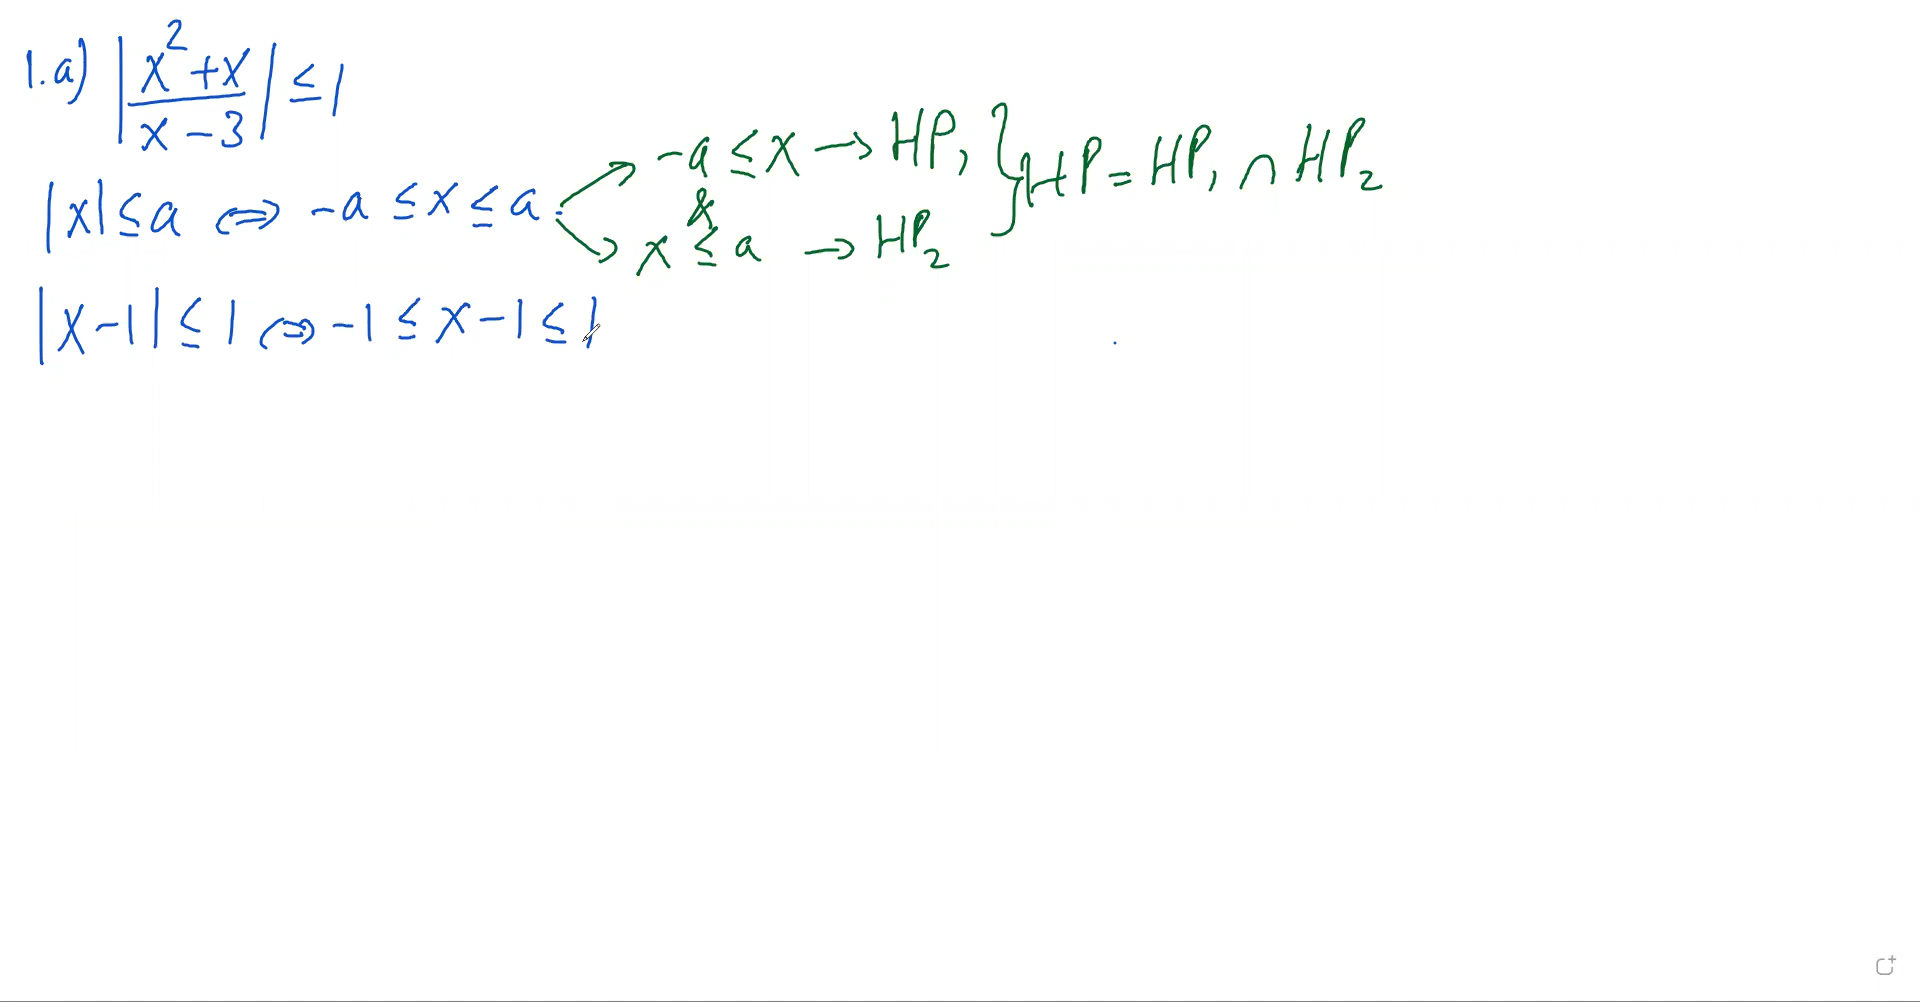 1.a) |x²+x / x-3| ≤ 1
|x| ≤ a ⇔ -a ≤ x ≤ a
-a ≤ x → HP₁
&
x ≤ a → HP₂
} HP = HP₁ ∩ HP₂
|x-1| ≤ 1 ⇔ -1 ≤ x-1 ≤ 1